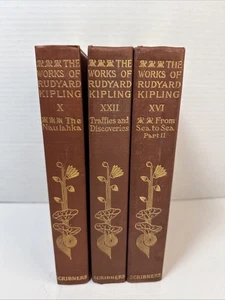 THE
WORKS OF
RUDYARD
KIPLING
X
The
Naulahka
SCRIBNERS
THE
WORKS OF
RUDYARD
KIPLING
XXII
Traffics and
Discoveries
SCRIBNERS
THE
WORKS OF
RUDYARD
KIPLING
XVI
From
Sea to Sea
Part II
SCRIBNERS